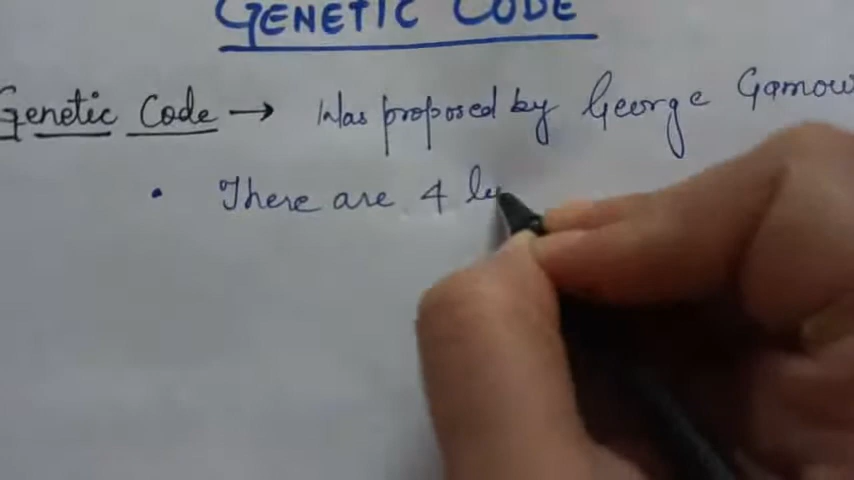 GENETIC CODE
Genetic Code → Was proposed by George Gamow
• There are 4